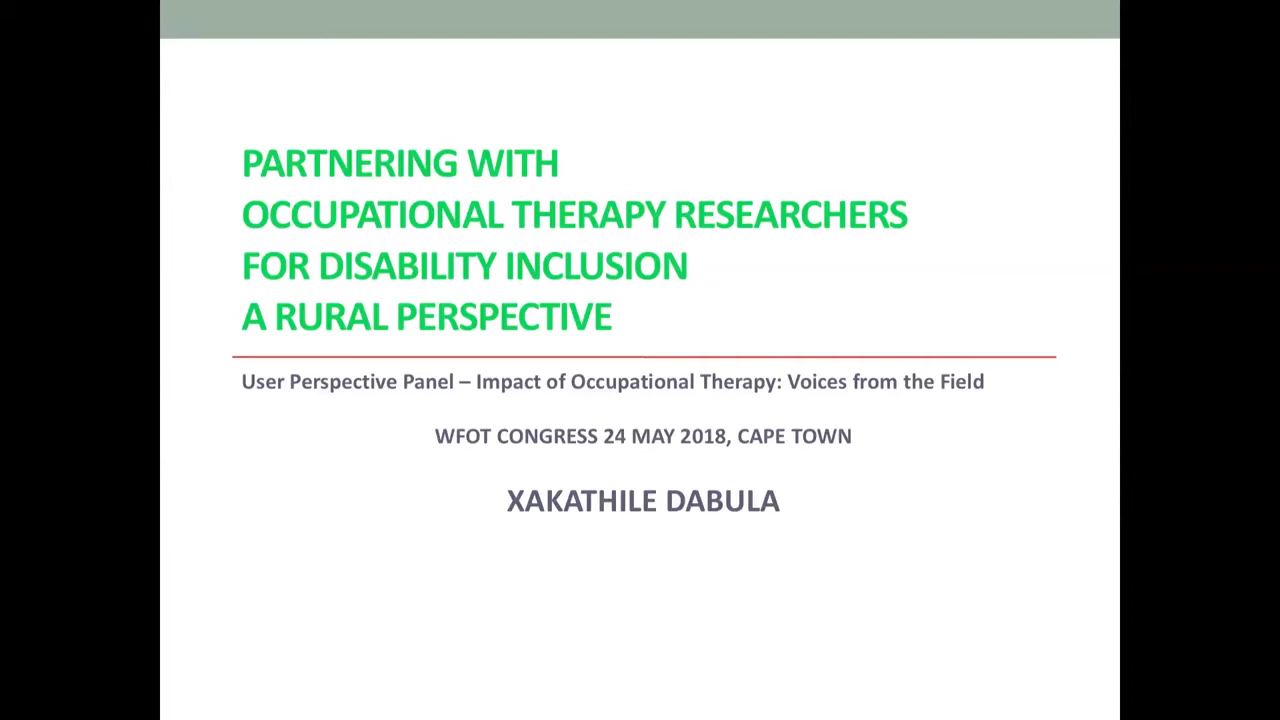 PARTNERING WITH
OCCUPATIONAL THERAPY RESEARCHERS
FOR DISABILITY INCLUSION
A RURAL PERSPECTIVE
User Perspective Panel – Impact of Occupational Therapy: Voices from the Field
WFOT CONGRESS 24 MAY 2018, CAPE TOWN
XAKATHILE DABULA